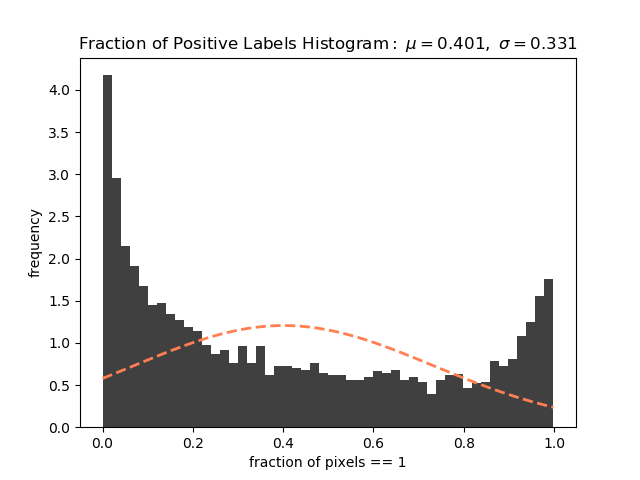 Fraction of Positive Labels Histogram: μ = 0.401, σ = 0.331
4.0
3.5
3.0
2.5
2.0
1.5
1.0
0.5
0.0
frequency
0.0 0.2 0.4 0.6 0.8 1.0
fraction of pixels == 1